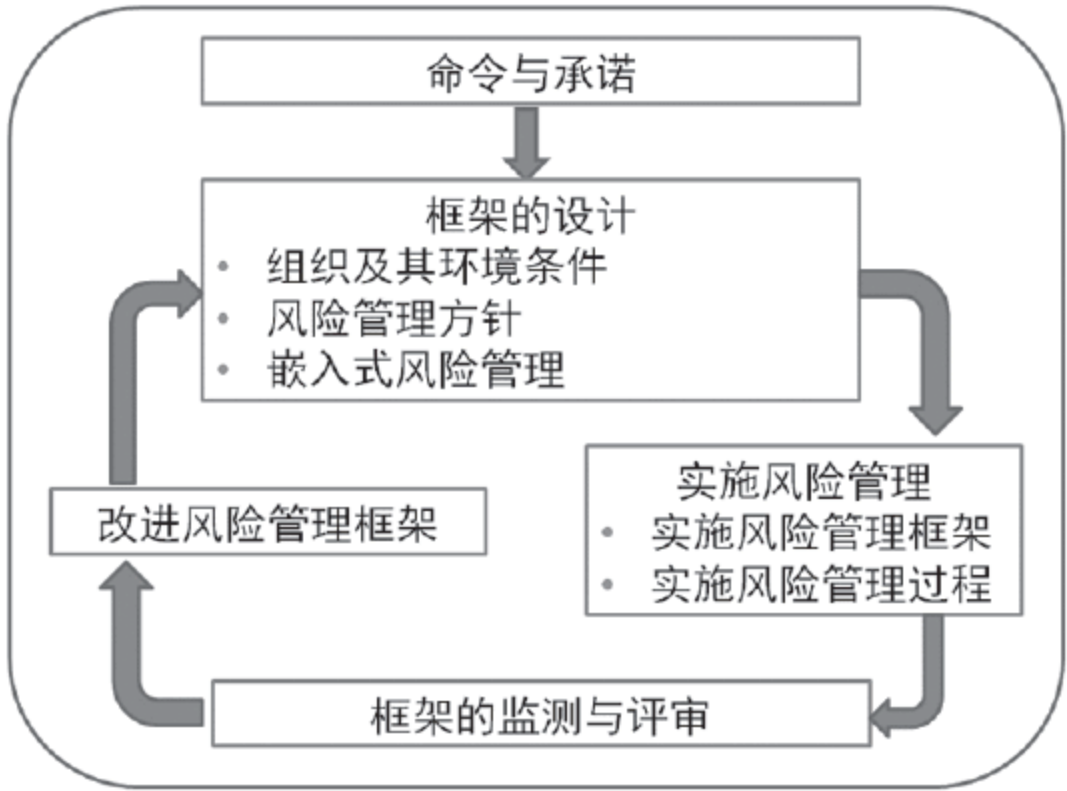 命令与承诺
框架的设计
• 组织及其环境条件
• 风险管理方针
• 嵌入式风险管理
实施风险管理
• 实施风险管理框架
• 实施风险管理过程
改进风险管理框架
框架的监测与评审